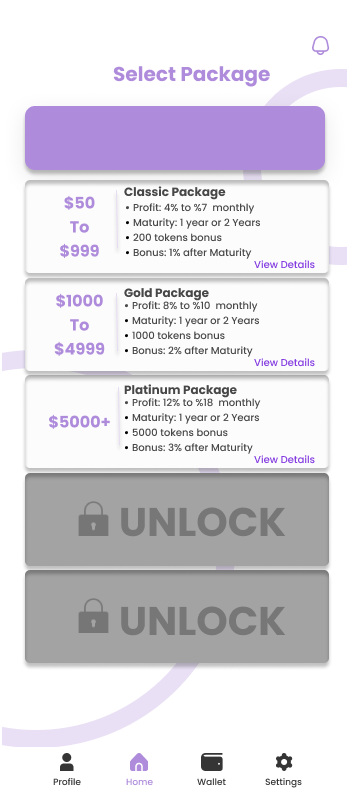 Select Package
$50
To
$999
Classic Package
• Profit: 4% to %7 monthly
• Maturity: 1 year or 2 Years
• 200 tokens bonus
• Bonus: 1% after Maturity
View Details
$1000
To
$4999
Gold Package
• Profit: 8% to %10 monthly
• Maturity: 1 year or 2 Years
• 1000 tokens bonus
• Bonus: 2% after Maturity
View Details
$5000+
Platinum Package
• Profit: 12% to %18 monthly
• Maturity: 1 year or 2 Years
• 5000 tokens bonus
• Bonus: 3% after Maturity
View Details
UNLOCK
UNLOCK
Profile Home Wallet Settings